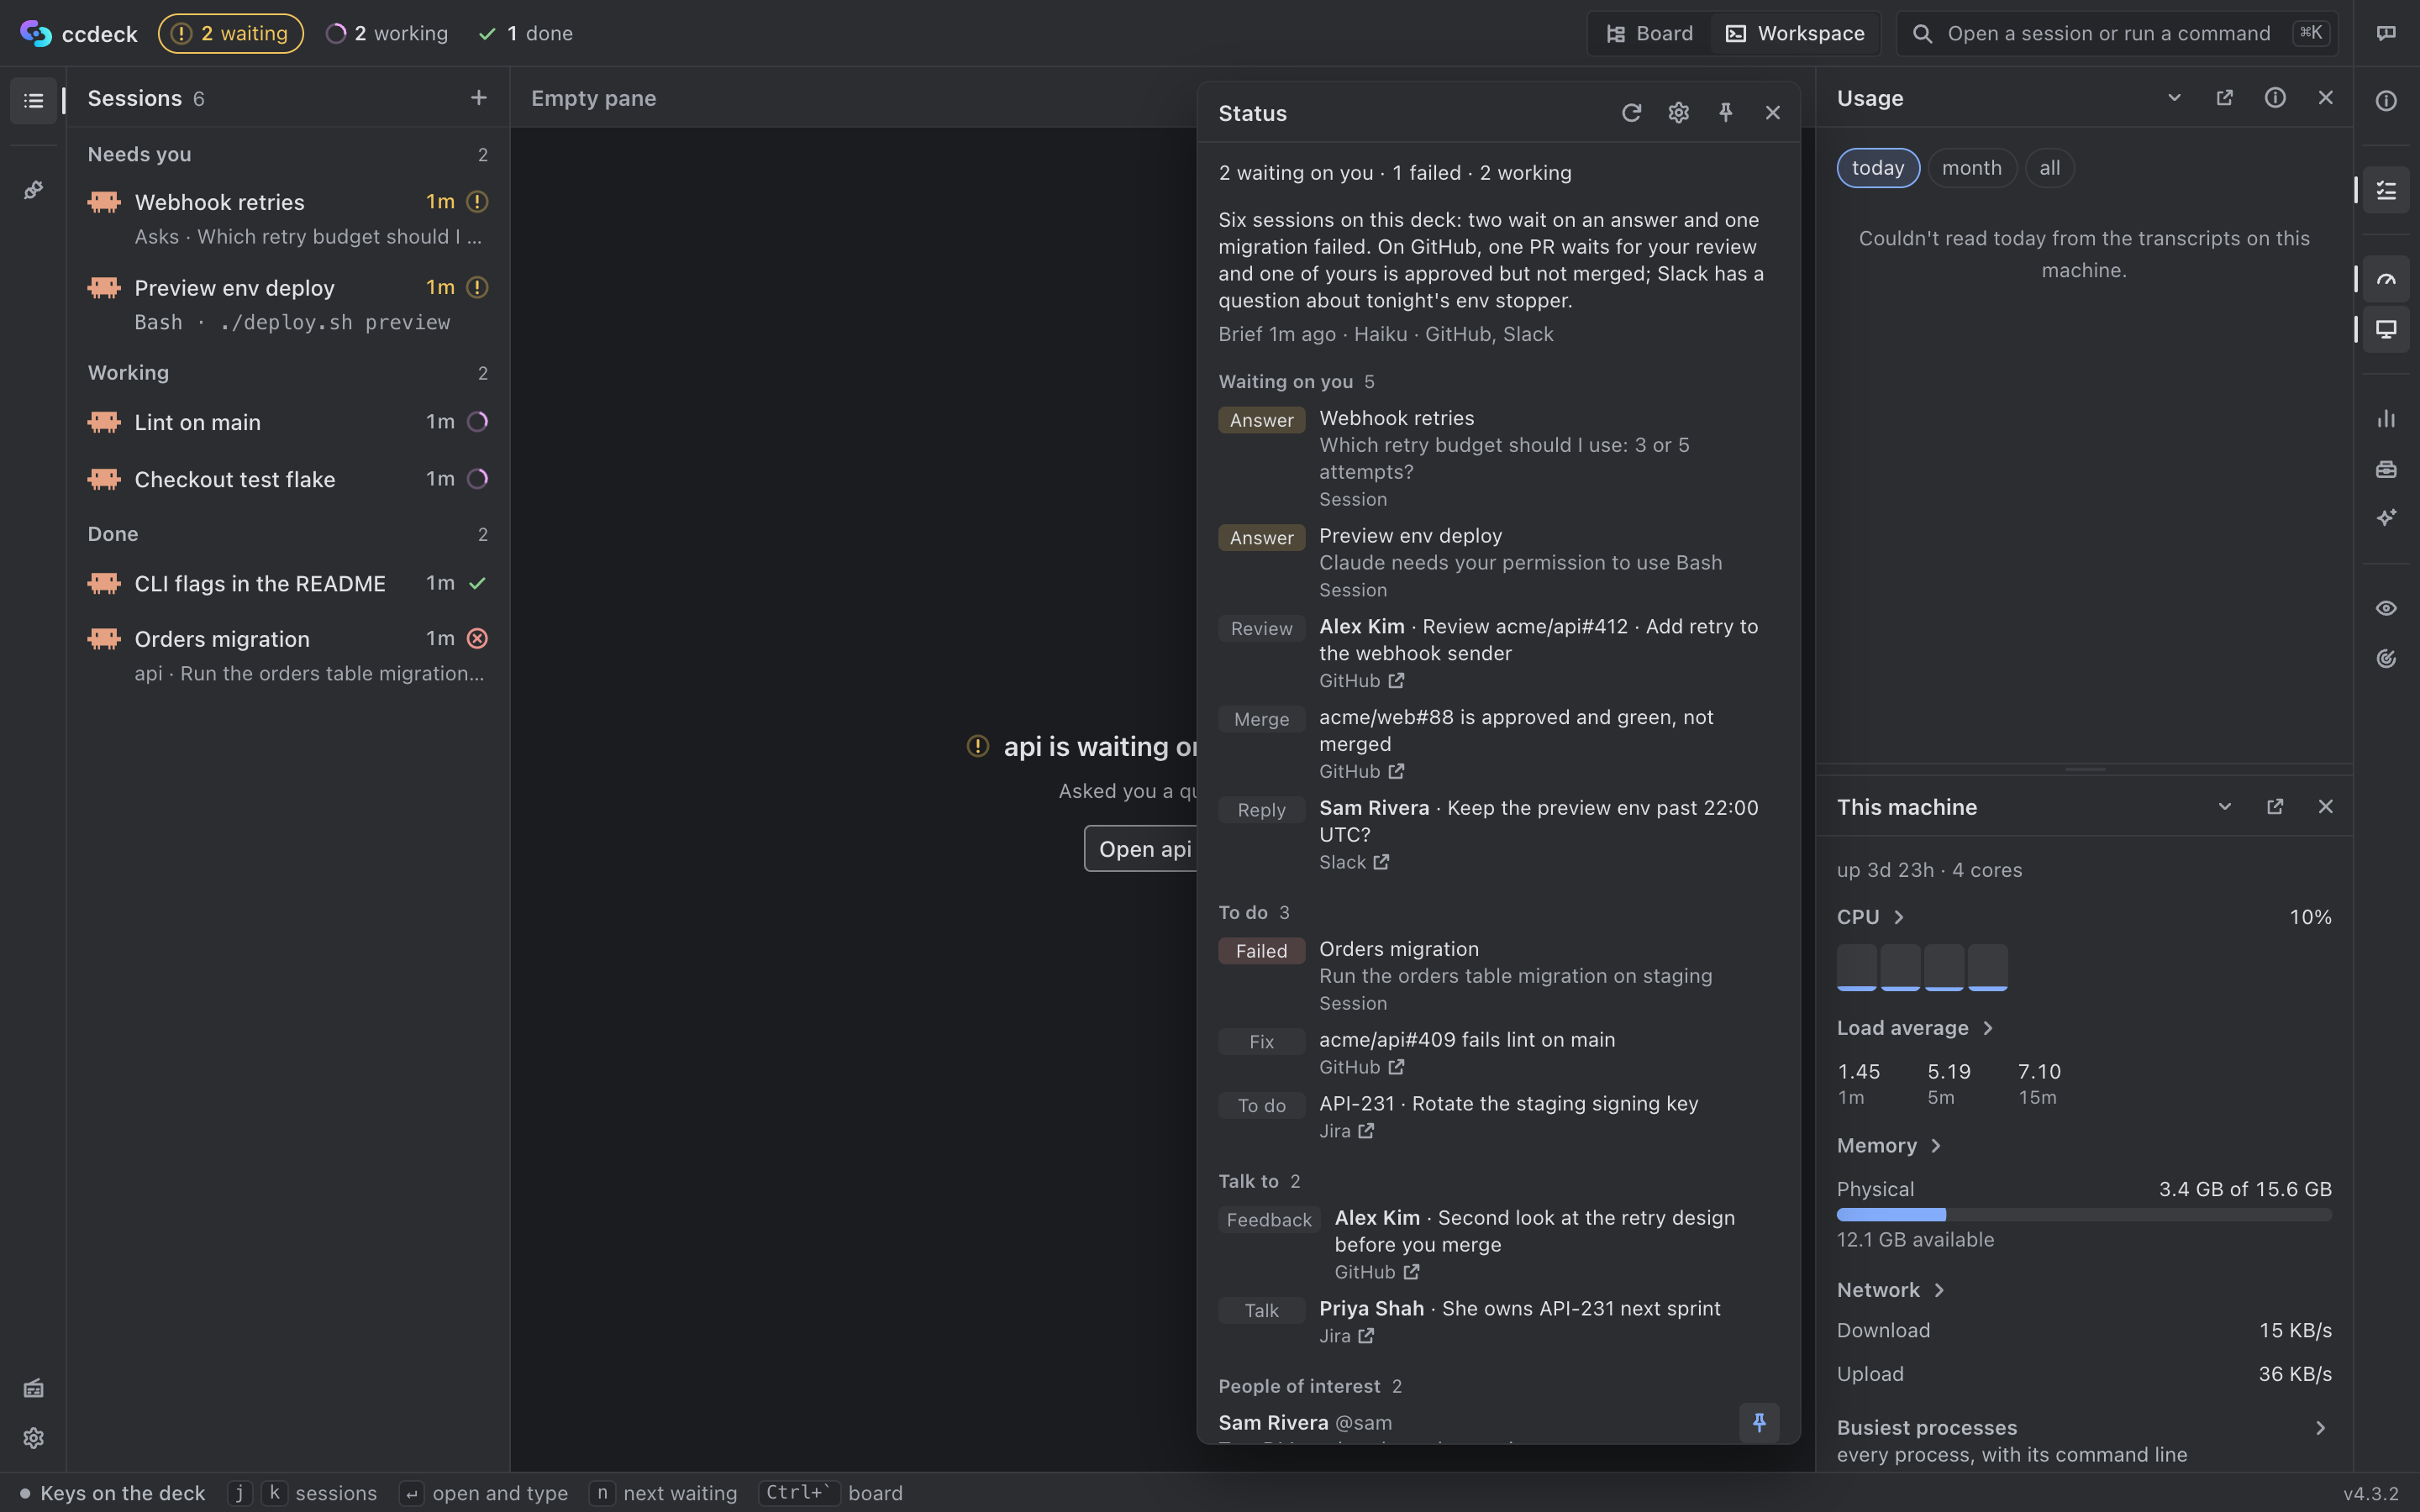 ccdeck
2 waiting
2 working
1 done
Board
Workspace
Open a session or run a command
⌘K
Sessions 6
Needs you 2
Webhook retries 1m
Asks · Which retry budget should I ...
Preview env deploy 1m
Bash · ./deploy.sh preview
Working 2
Lint on main 1m
Checkout test flake 1m
Done 2
CLI flags in the README 1m
Orders migration 1m
api · Run the orders table migration...
Empty pane
api is waiting
Asked you a
Open api
Status
2 waiting on you · 1 failed · 2 working
Six sessions on this deck: two wait on an answer and one
migration failed. On GitHub, one PR waits for your review
and one of yours is approved but not merged; Slack has a
question about tonight's env stopper.
Brief 1m ago · Haiku · GitHub, Slack
Waiting on you 5
Answer Webhook retries
Which retry budget should I use: 3 or 5
attempts?
Session
Answer Preview env deploy
Claude needs your permission to use Bash
Session
Review Alex Kim · Review acme/api#412 · Add retry to
the webhook sender
GitHub
Merge acme/web#88 is approved and green, not
merged
GitHub
Reply Sam Rivera · Keep the preview env past 22:00
UTC?
Slack
To do 3
Failed Orders migration
Run the orders table migration on staging
Session
Fix acme/api#409 fails lint on main
GitHub
To do API-231 · Rotate the staging signing key
Jira
Talk to 2
Feedback Alex Kim · Second look at the retry design
before you merge
GitHub
Talk Priya Shah · She owns API-231 next sprint
Jira
People of interest 2
Sam Rivera @sam
Usage
today month all
Couldn't read today from the transcripts on this
machine.
This machine
up 3d 23h · 4 cores
CPU 10%
Load average
1.45 5.19 7.10
1m 5m 15m
Memory
Physical 3.4 GB of 15.6 GB
12.1 GB available
Network
Download 15 KB/s
Upload 36 KB/s
Busiest processes
every process, with its command line
Keys on the deck j k sessions ↵ open and type n next waiting Ctrl+` board
v4.3.2